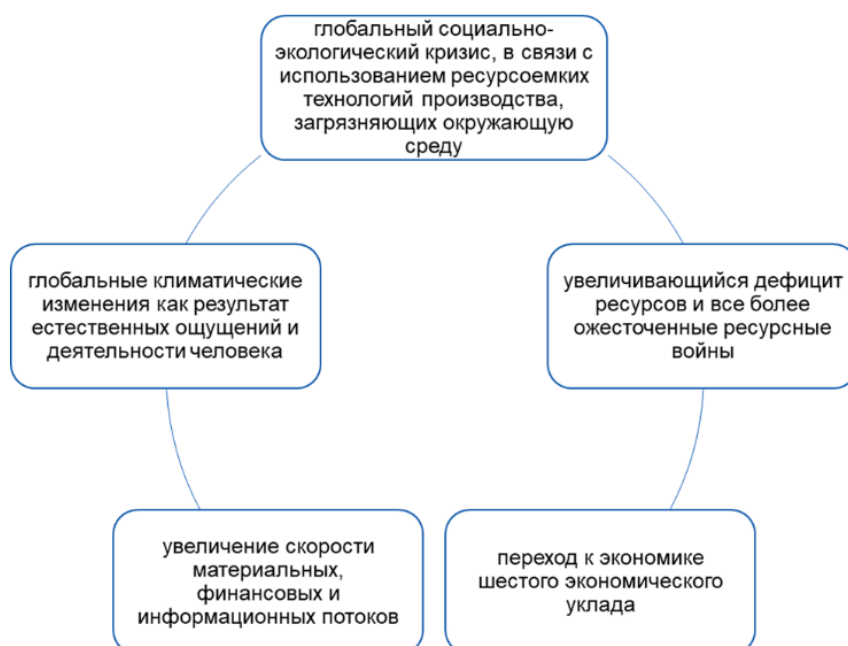 глобальный социально-
экологический кризис, в связи с
использованием ресурсоемких
технологий производства,
загрязняющих окружающую
среду
глобальные климатические
изменения как результат
естественных ощущений и
деятельности человека
увеличивающийся дефицит
ресурсов и все более
ожесточенные ресурсные
войны
увеличение скорости
материальных,
финансовых и
информационных потоков
переход к экономике
шестого экономического
уклада